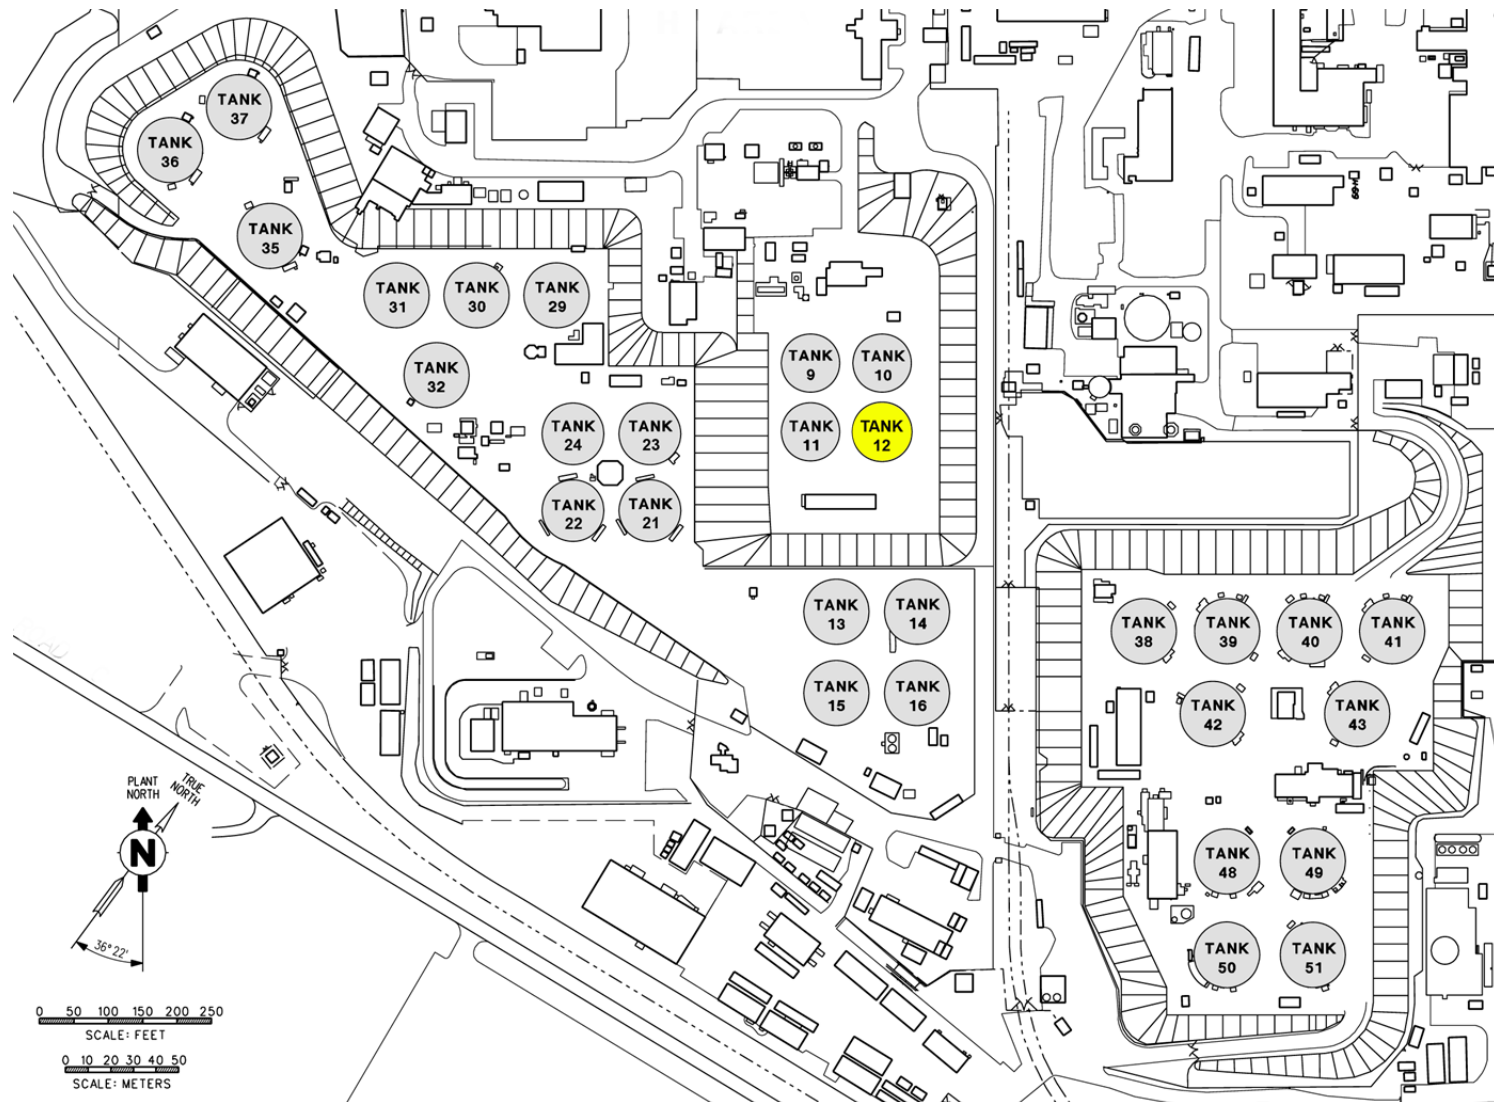 TANK
37
TANK
36
TANK
35
TANK
31
TANK
30
TANK
29
TANK
32
TANK
24
TANK
23
TANK
22
TANK
21
TANK
9
TANK
10
TANK
11
TANK
12
TANK
13
TANK
14
TANK
15
TANK
16
TANK
38
TANK
39
TANK
40
TANK
41
TANK
42
TANK
43
TANK
48
TANK
49
TANK
50
TANK
51
PLANT
NORTH
TRUE
NORTH
N
36° 22'
0 50 100 150 200 250
SCALE: FEET
0 10 20 30 40 50
SCALE: METERS